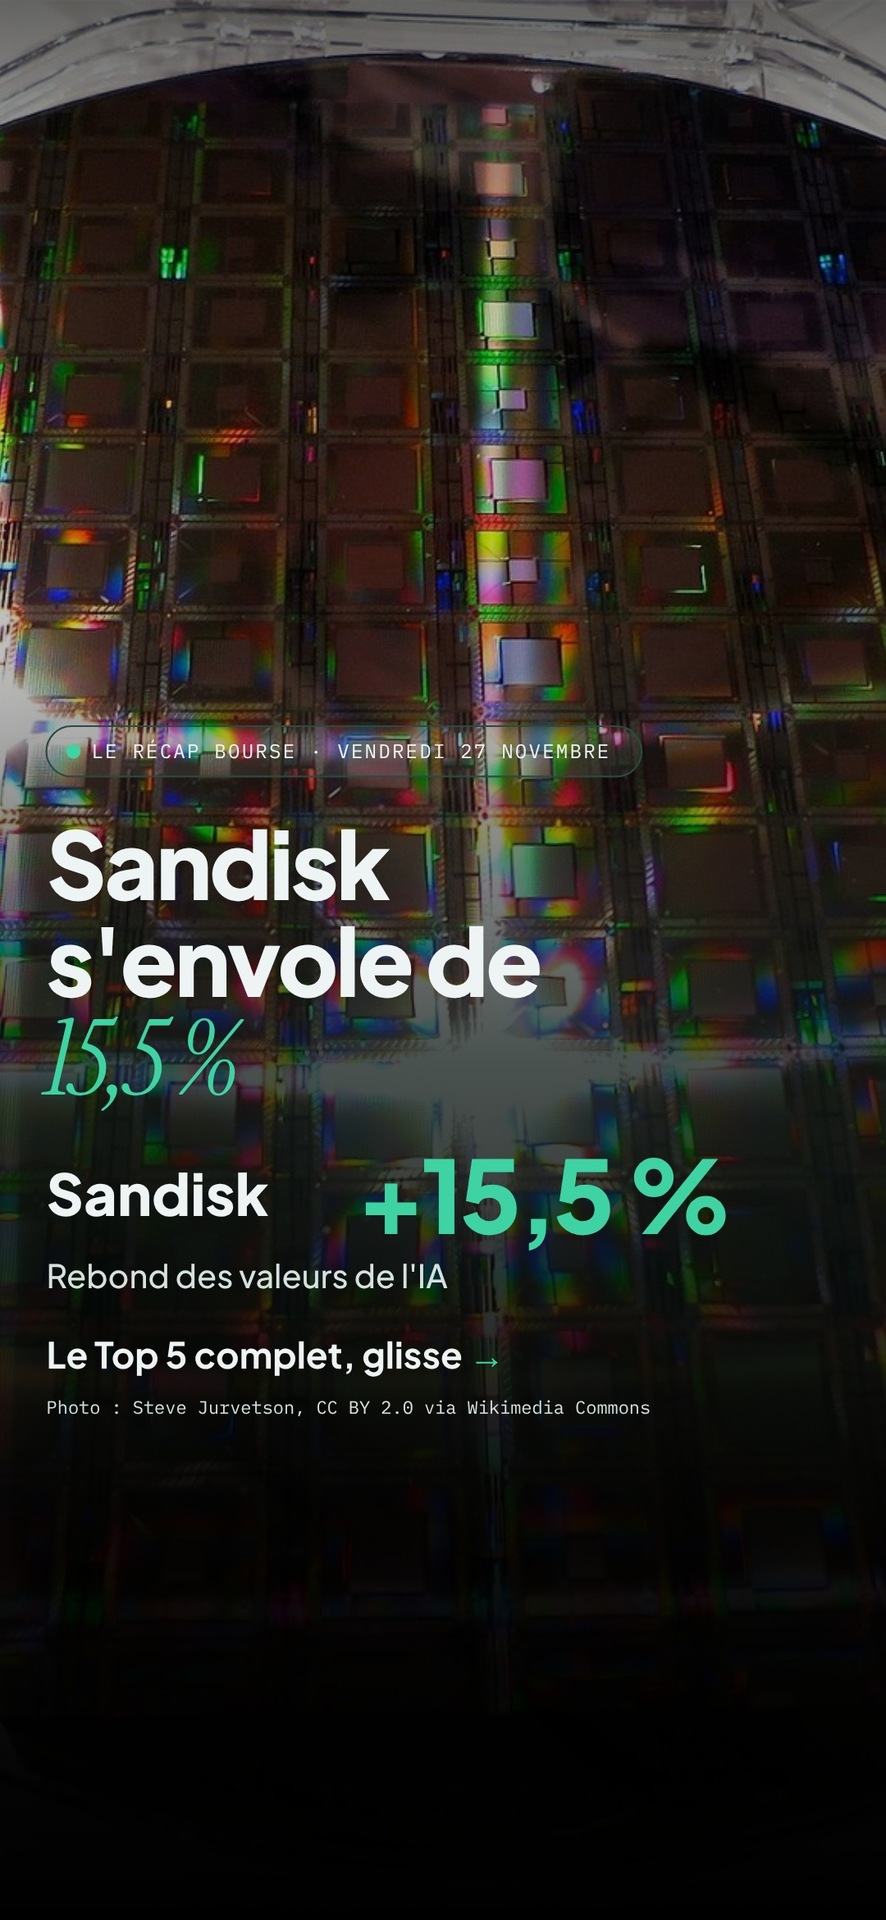 LE RÉCAP BOURSE · VENDREDI 27 NOVEMBRE
Sandisk
s'envole de
15,5 %
Sandisk +15,5 %
Rebond des valeurs de l'IA
Le Top 5 complet, glisse →
Photo : Steve Jurvetson, CC BY 2.0 via Wikimedia Commons